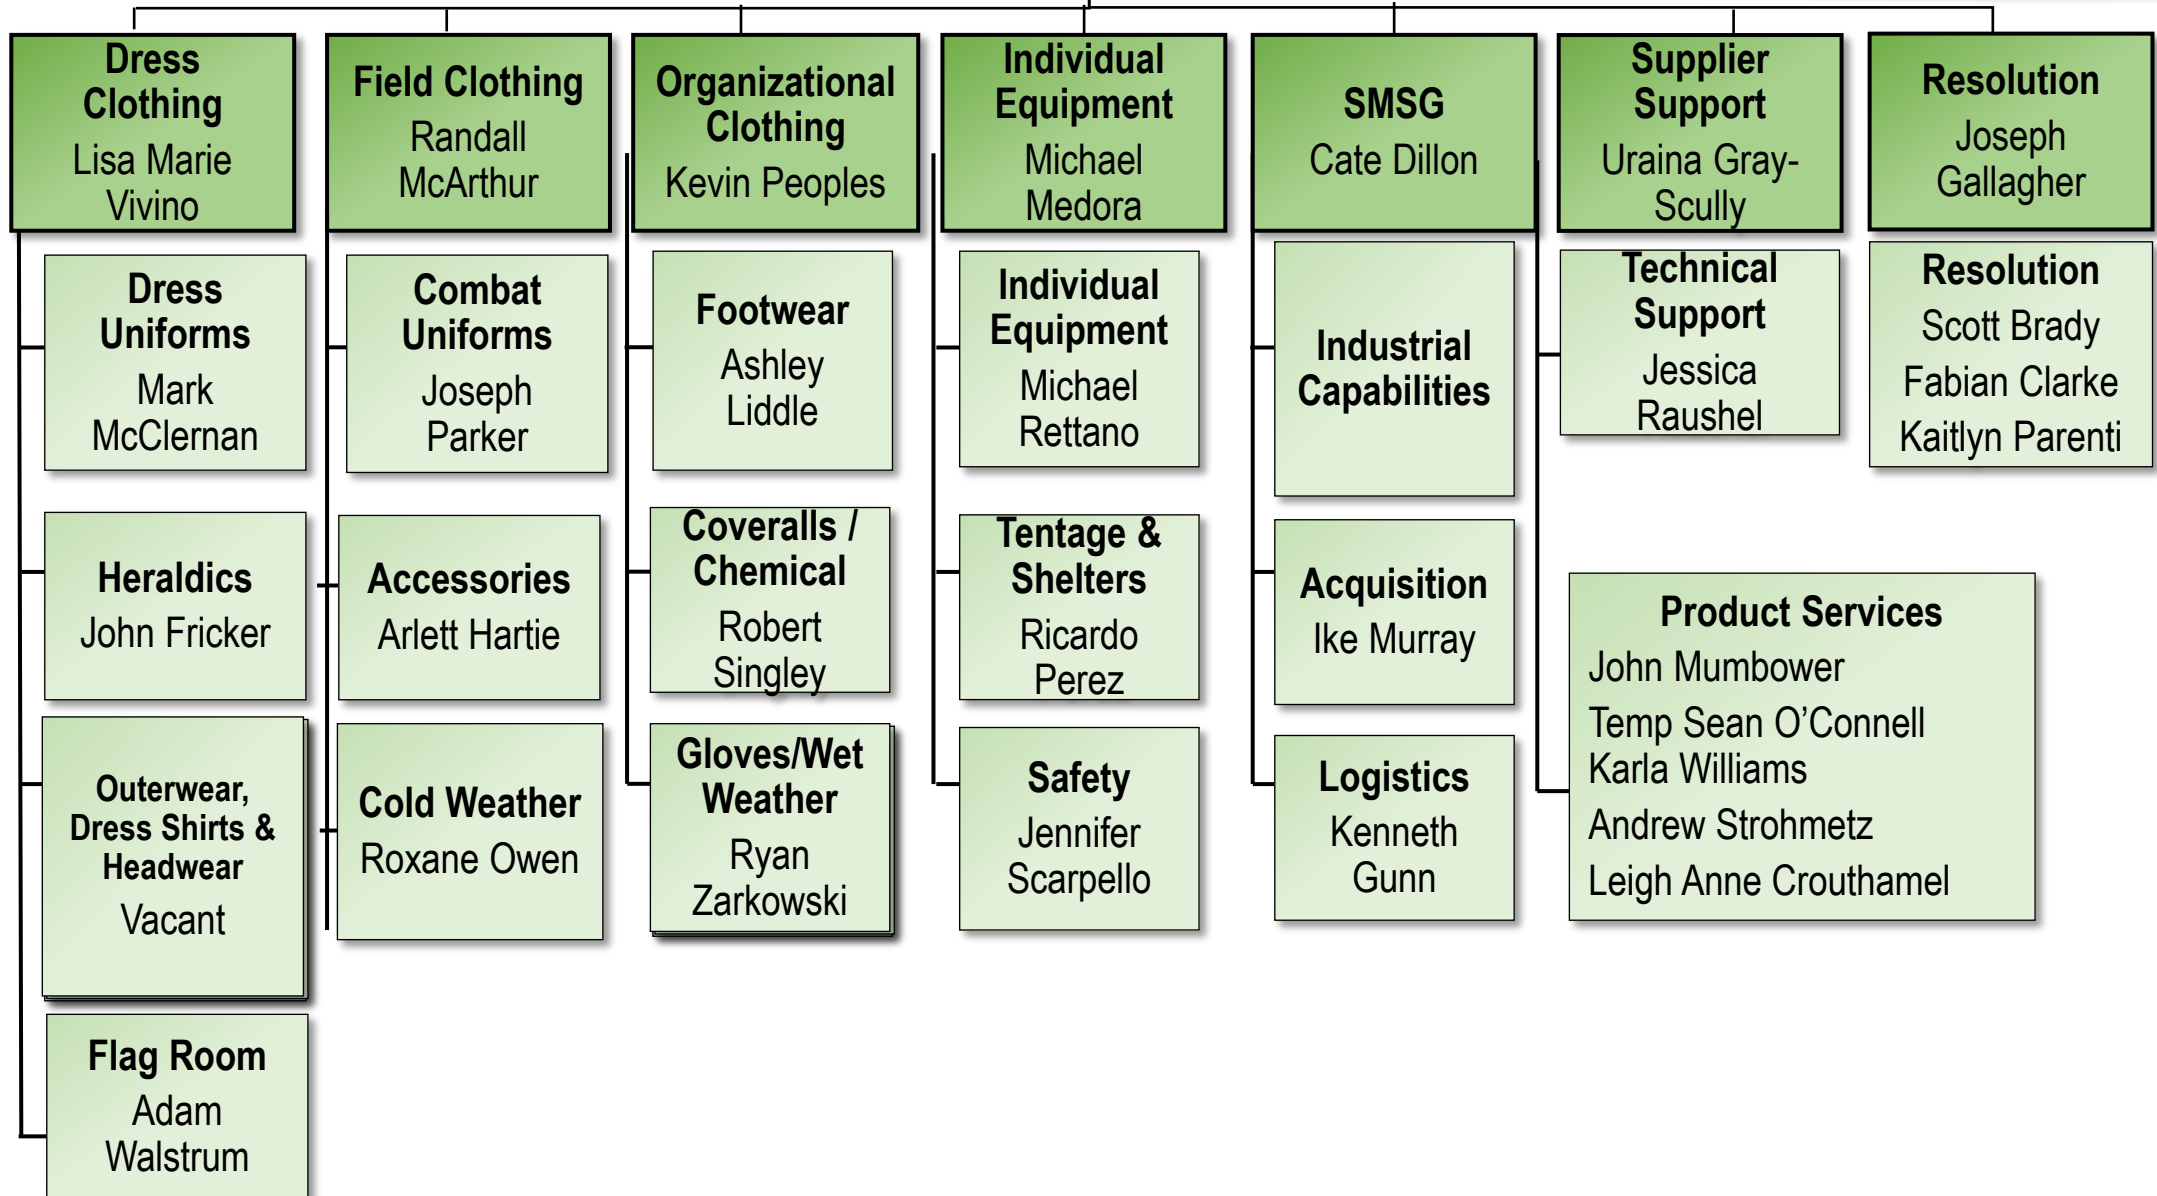 Dress
Clothing
Lisa Marie
Vivino
Field Clothing
Randall
McArthur
Organizational
Clothing
Kevin Peoples
Individual
Equipment
Michael
Medora
SMSG
Cate Dillon
Supplier
Support
Uraina Gray-
Scully
Resolution
Joseph
Gallagher
Dress
Uniforms
Mark
McClernan
Combat
Uniforms
Joseph
Parker
Footwear
Ashley
Liddle
Individual
Equipment
Michael
Rettano
Industrial
Capabilities
Technical
Support
Jessica
Raushel
Resolution
Scott Brady
Fabian Clarke
Kaitlyn Parenti
Heraldics
John Fricker
Accessories
Arlett Hartie
Coveralls /
Chemical
Robert
Singley
Tentage &
Shelters
Ricardo
Perez
Acquisition
Ike Murray
Product Services
John Mumbower
Temp Sean O’Connell
Karla Williams
Andrew Strohmetz
Leigh Anne Crouthamel
Outerwear,
Dress Shirts &
Headwear
Vacant
Cold Weather
Roxane Owen
Gloves/Wet
Weather
Ryan
Zarkowski
Safety
Jennifer
Scarpello
Logistics
Kenneth
Gunn
Flag Room
Adam
Walstrum